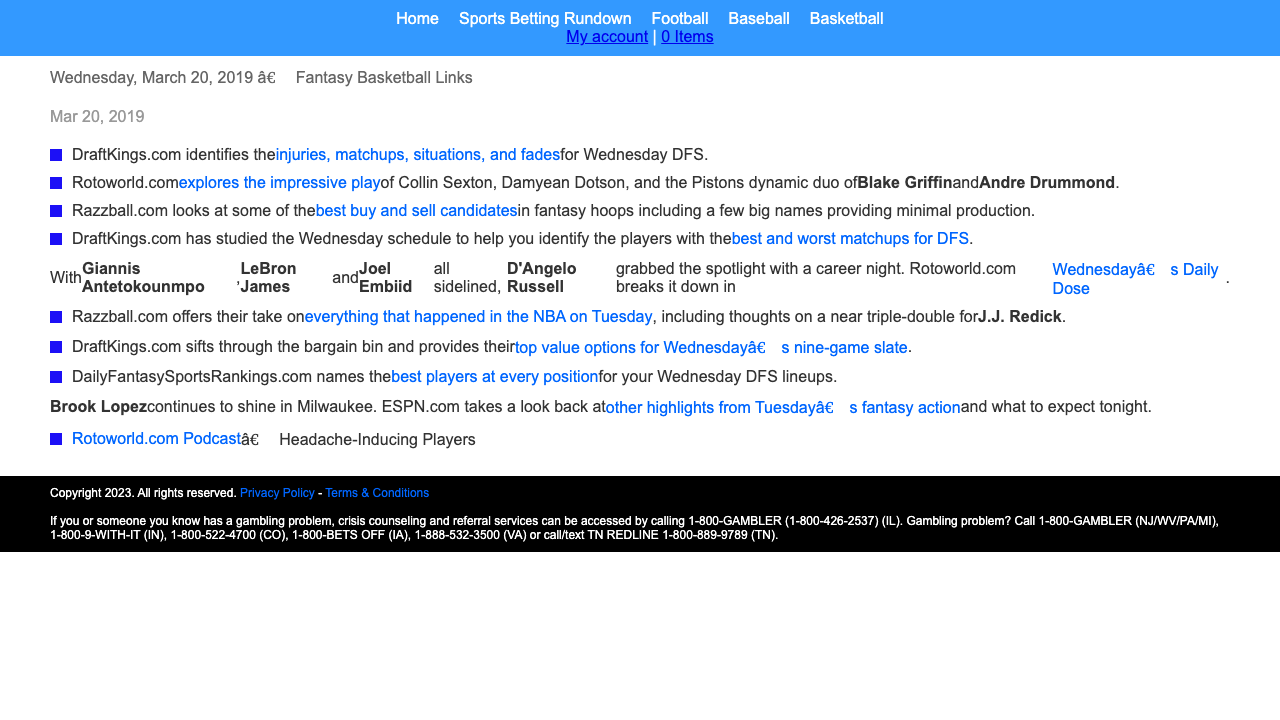 Home Sports Betting Rundown Football Baseball Basketball
My account | 0 Items
Wednesday, March 20, 2019 â€ Fantasy Basketball Links
Mar 20, 2019
DraftKings.com identifies the injuries, matchups, situations, and fades for Wednesday DFS.
Rotoworld.com explores the impressive play of Collin Sexton, Damyean Dotson, and the Pistons dynamic duo of Blake Griffin and Andre Drummond.
Razzball.com looks at some of the best buy and sell candidates in fantasy hoops including a few big names providing minimal production.
DraftKings.com has studied the Wednesday schedule to help you identify the players with the best and worst matchups for DFS.
With Giannis Antetokounmpo, LeBron James and Joel Embiid all sidelined, D'Angelo Russell grabbed the spotlight with a career night. Rotoworld.com breaks it down in Wednesdayâ€ s Daily Dose.
Razzball.com offers their take on everything that happened in the NBA on Tuesday, including thoughts on a near triple-double for J.J. Redick.
DraftKings.com sifts through the bargain bin and provides their top value options for Wednesdayâ€ s nine-game slate.
DailyFantasySportsRankings.com names the best players at every position for your Wednesday DFS lineups.
Brook Lopez continues to shine in Milwaukee. ESPN.com takes a look back at other highlights from Tuesdayâ€ s fantasy action and what to expect tonight.
Rotoworld.com Podcast â€ Headache-Inducing Players
Copyright 2023. All rights reserved. Privacy Policy - Terms & Conditions
If you or someone you know has a gambling problem, crisis counseling and referral services can be accessed by calling 1-800-GAMBLER (1-800-426-2537) (IL). Gambling problem? Call 1-800-GAMBLER (NJ/WV/PA/MI),
1-800-9-WITH-IT (IN), 1-800-522-4700 (CO), 1-800-BETS OFF (IA), 1-888-532-3500 (VA) or call/text TN REDLINE 1-800-889-9789 (TN).